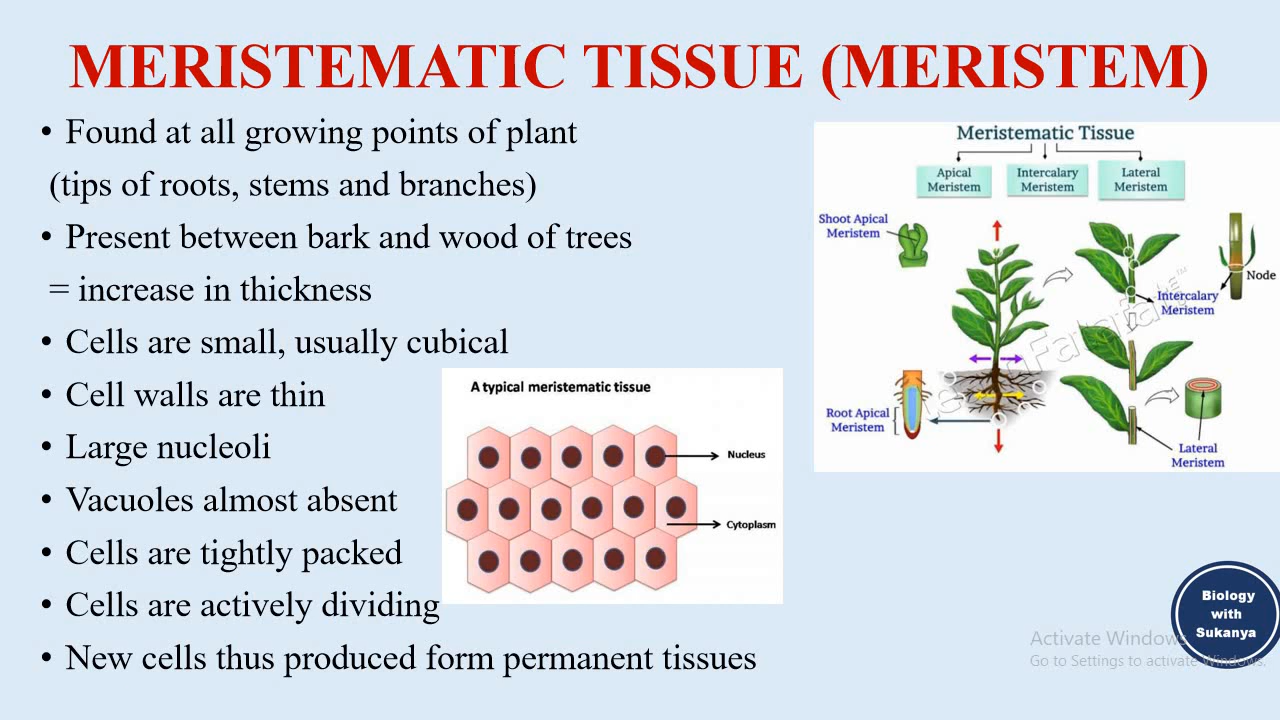 MERISTEMATIC TISSUE (MERISTEM)
• Found at all growing points of plant
(tips of roots, stems and branches)
• Present between bark and wood of trees
= increase in thickness
• Cells are small, usually cubical
• Cell walls are thin
• Large nucleoli
• Vacuoles almost absent
• Cells are tightly packed
• Cells are actively dividing
• New cells thus produced form permanent tissues
A typical meristematic tissue
Nucleus
Cytoplasm
Meristematic Tissue
Apical
Meristem
Intercalary
Meristem
Lateral
Meristem
Shoot Apical
Meristem
Node
Intercalary
Meristem
Root Apical
Meristem
Lateral
Meristem
Biology
with
Sukanya
Activate Windows
Go to Settings to activate Windows.